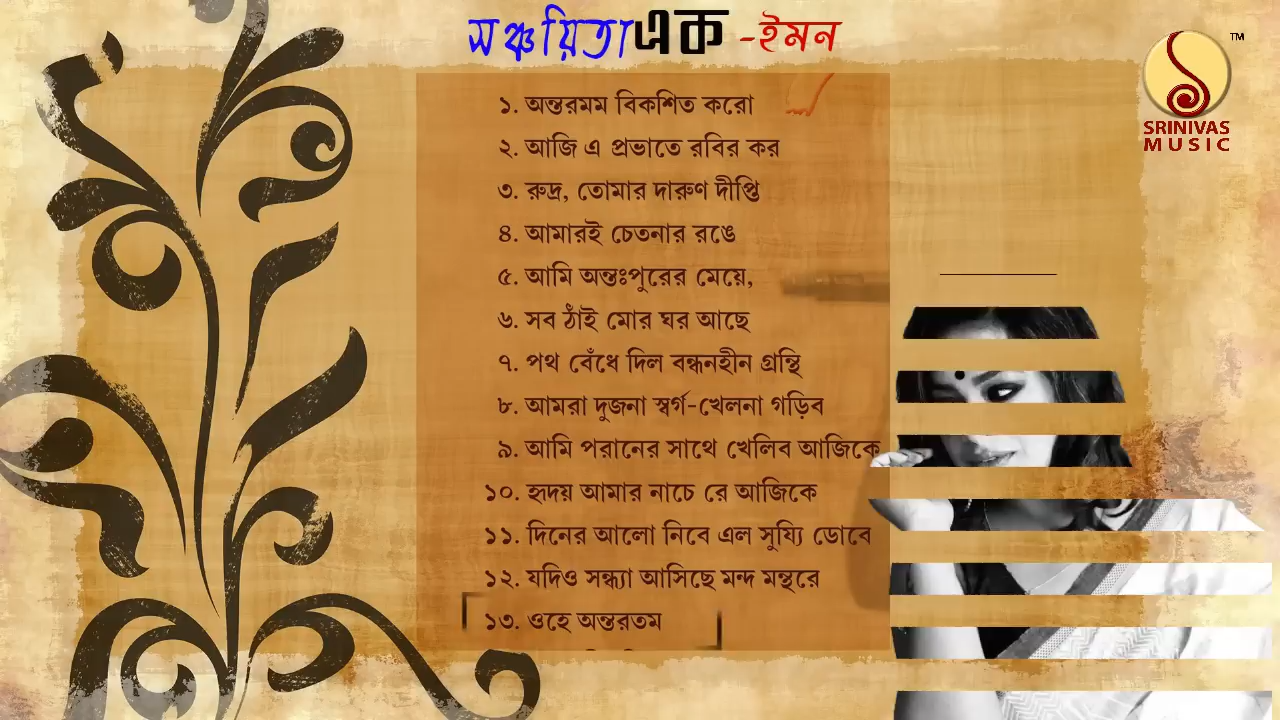 সঞ্চয়িতা এক -ইমন
TM
SRINIVAS
MUSIC
১. অন্তরমম বিকশিত করো
২. আজি এ প্রভাতে রবির কর
৩. রুদ্র, তোমার দারুণ দীপ্তি
৪. আমারই চেতনার রঙে
৫. আমি অন্তঃপুরের মেয়ে,
৬. সব ঠাঁই মোর ঘর আছে
৭. পথ বেঁধে দিল বন্ধনহীন গ্রন্থি
৮. আমরা দুজনা স্বর্গ-খেলনা গড়িব
৯. আমি পরানের সাথে খেলিব আজিকে
১০. হৃদয় আমার নাচে রে আজিকে
১১. দিনের আলো নিবে এল সুয্যি ডোবে
১২. যদিও সন্ধ্যা আসিছে মন্দ মন্থরে
১৩. ওহে অন্তরতম